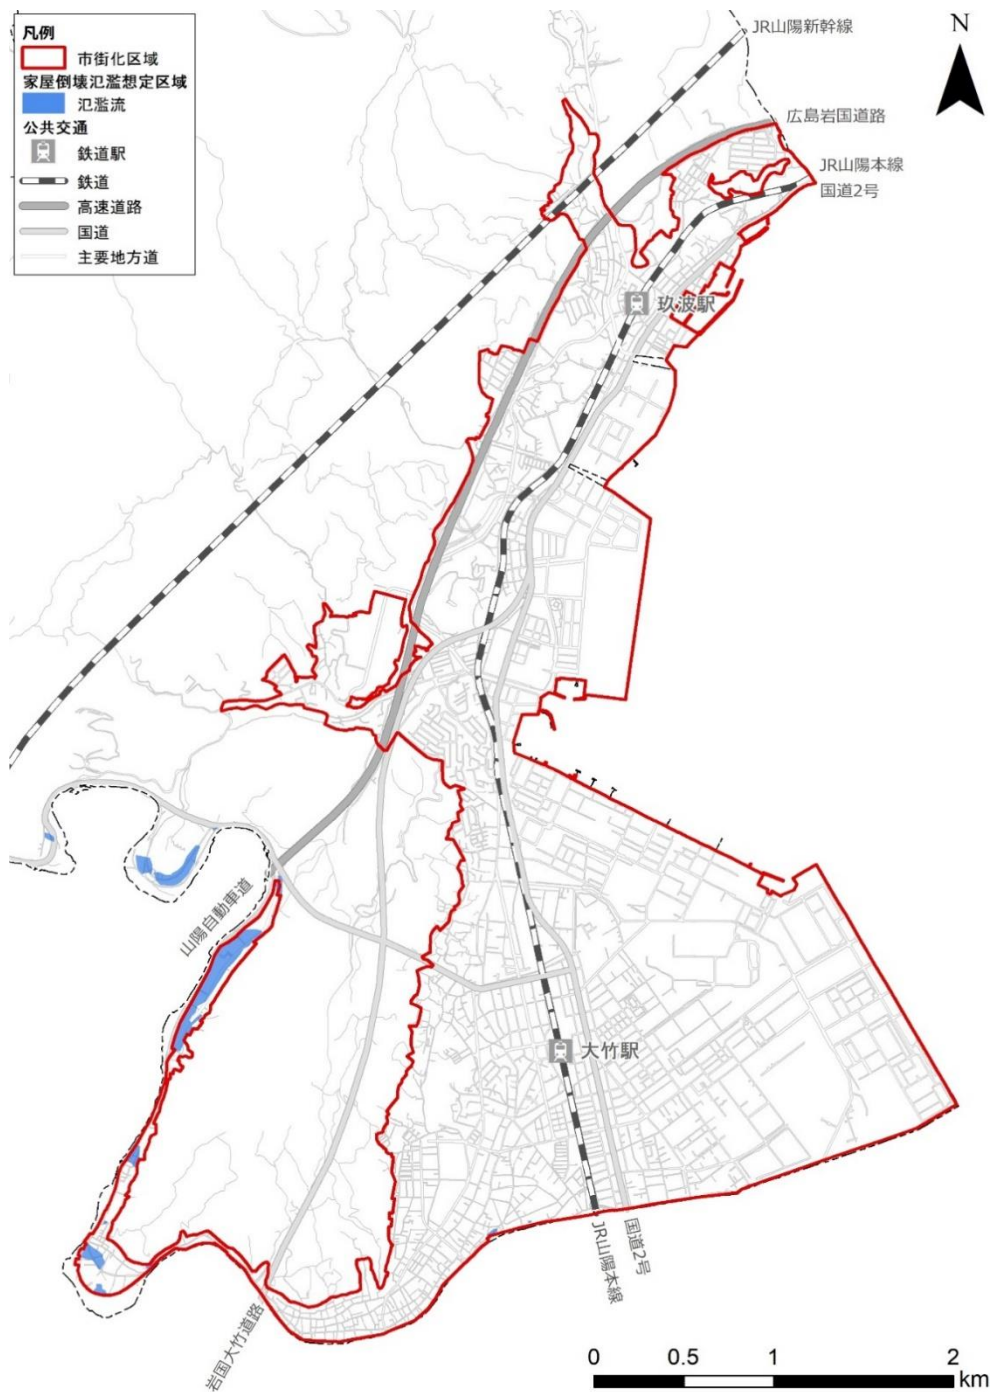 凡例
市街化区域
家屋倒壊氾濫想定区域
氾濫流
公共交通
鉄道駅
鉄道
高速道路
国道
主要地方道
N
JR山陽新幹線
広島岩国道路
JR山陽本線
国道2号
玖波駅
山陽自動車道
大竹駅
JR山陽本線
国道2号
岩国大竹道路
0 0.5 1 2
km